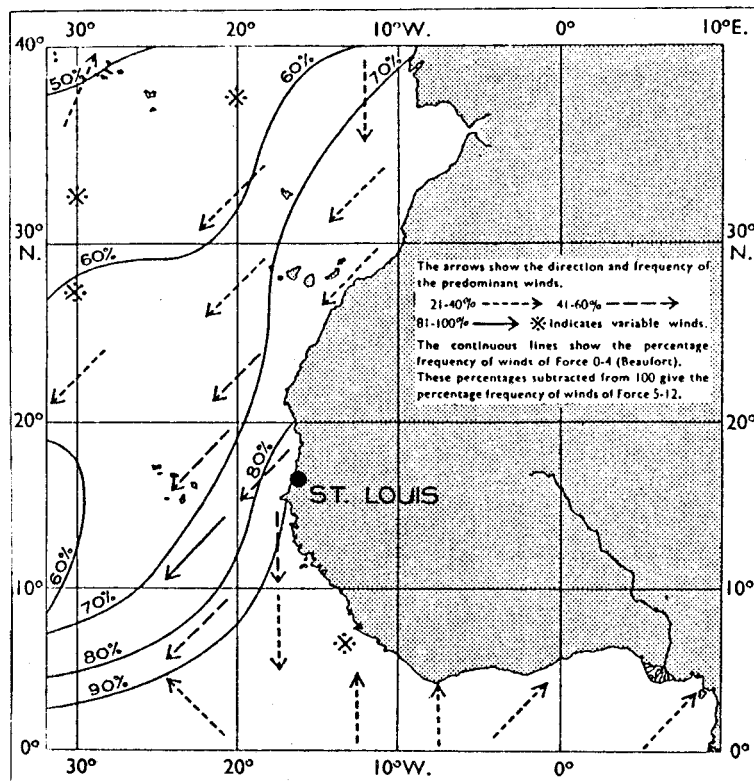 30° 20° 10°W. 0° 10°E.
40°
50% 60% 70% 40°
4
30° 30°
N. N.
60%
The arrows show the direction and frequency of
the predominant winds.
21-40% 41-60%
81-100% Indicates variable winds.
The continuous lines show the percentage
frequency of winds of Force 0-4 (Beaufort).
These percentages subtracted from 100 give the
percentage frequency of winds of Force 5-12.
20° 20°
80%
ST. LOUIS
60%
10° 10°
70%
80%
90%
0° 0°
30° 20° 10°W. 0° 10°E.